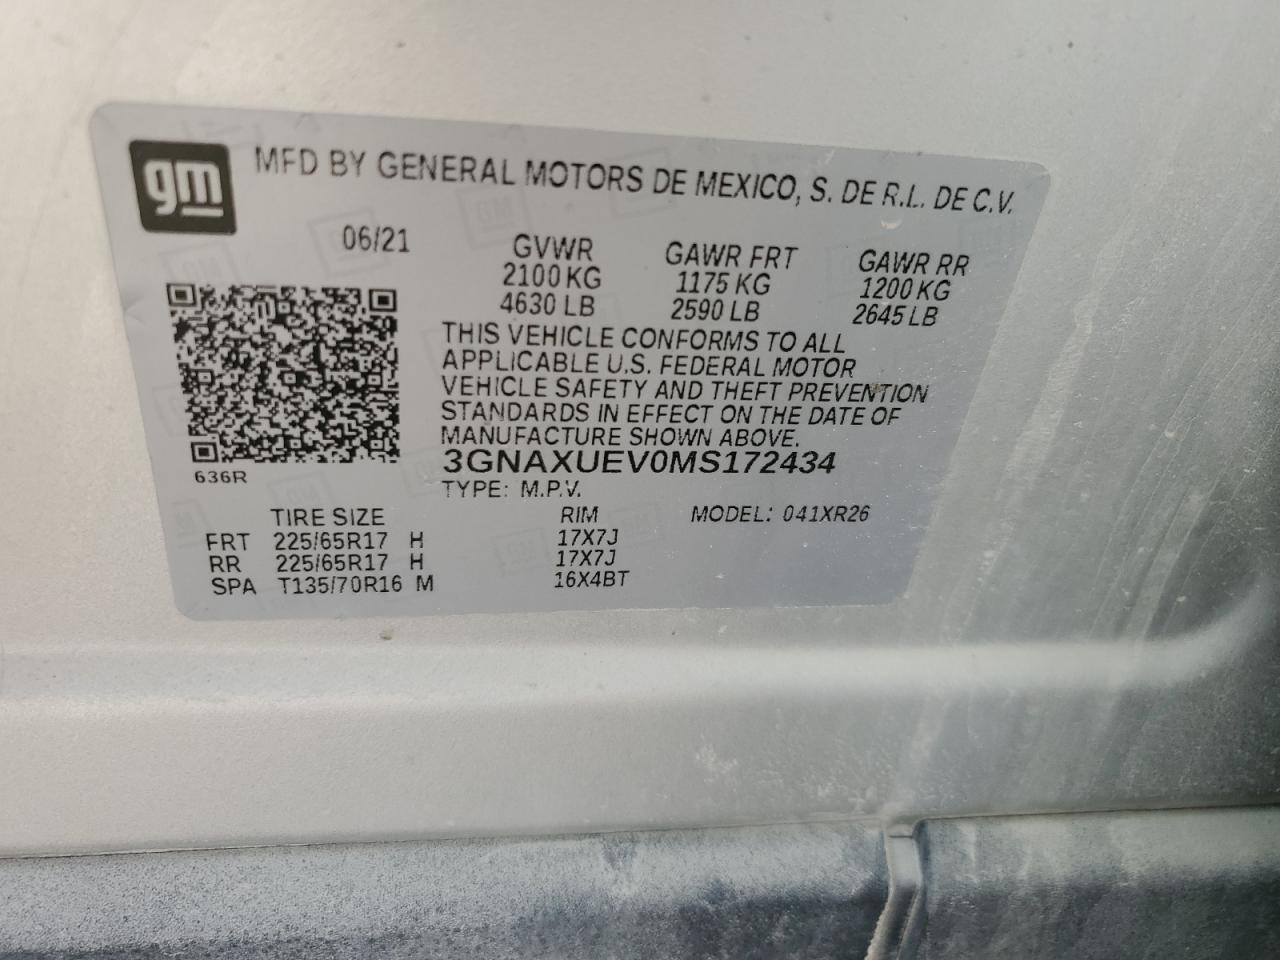 gm
MFD BY GENERAL MOTORS DE MEXICO, S. DE R.L. DE C.V.
06/21 GVWR GAWR FRT GAWR RR
2100 KG 1175 KG 1200 KG
4630 LB 2590 LB 2645 LB
THIS VEHICLE CONFORMS TO ALL
APPLICABLE U.S. FEDERAL MOTOR
VEHICLE SAFETY AND THEFT PREVENTION
STANDARDS IN EFFECT ON THE DATE OF
MANUFACTURE SHOWN ABOVE.
3GNAXUEV0MS172434
636R
TYPE: M.P.V.
TIRE SIZE RIM MODEL: 041XR26
FRT 225/65R17 H 17X7J
RR 225/65R17 H 17X7J
SPA T135/70R16 M 16X4BT